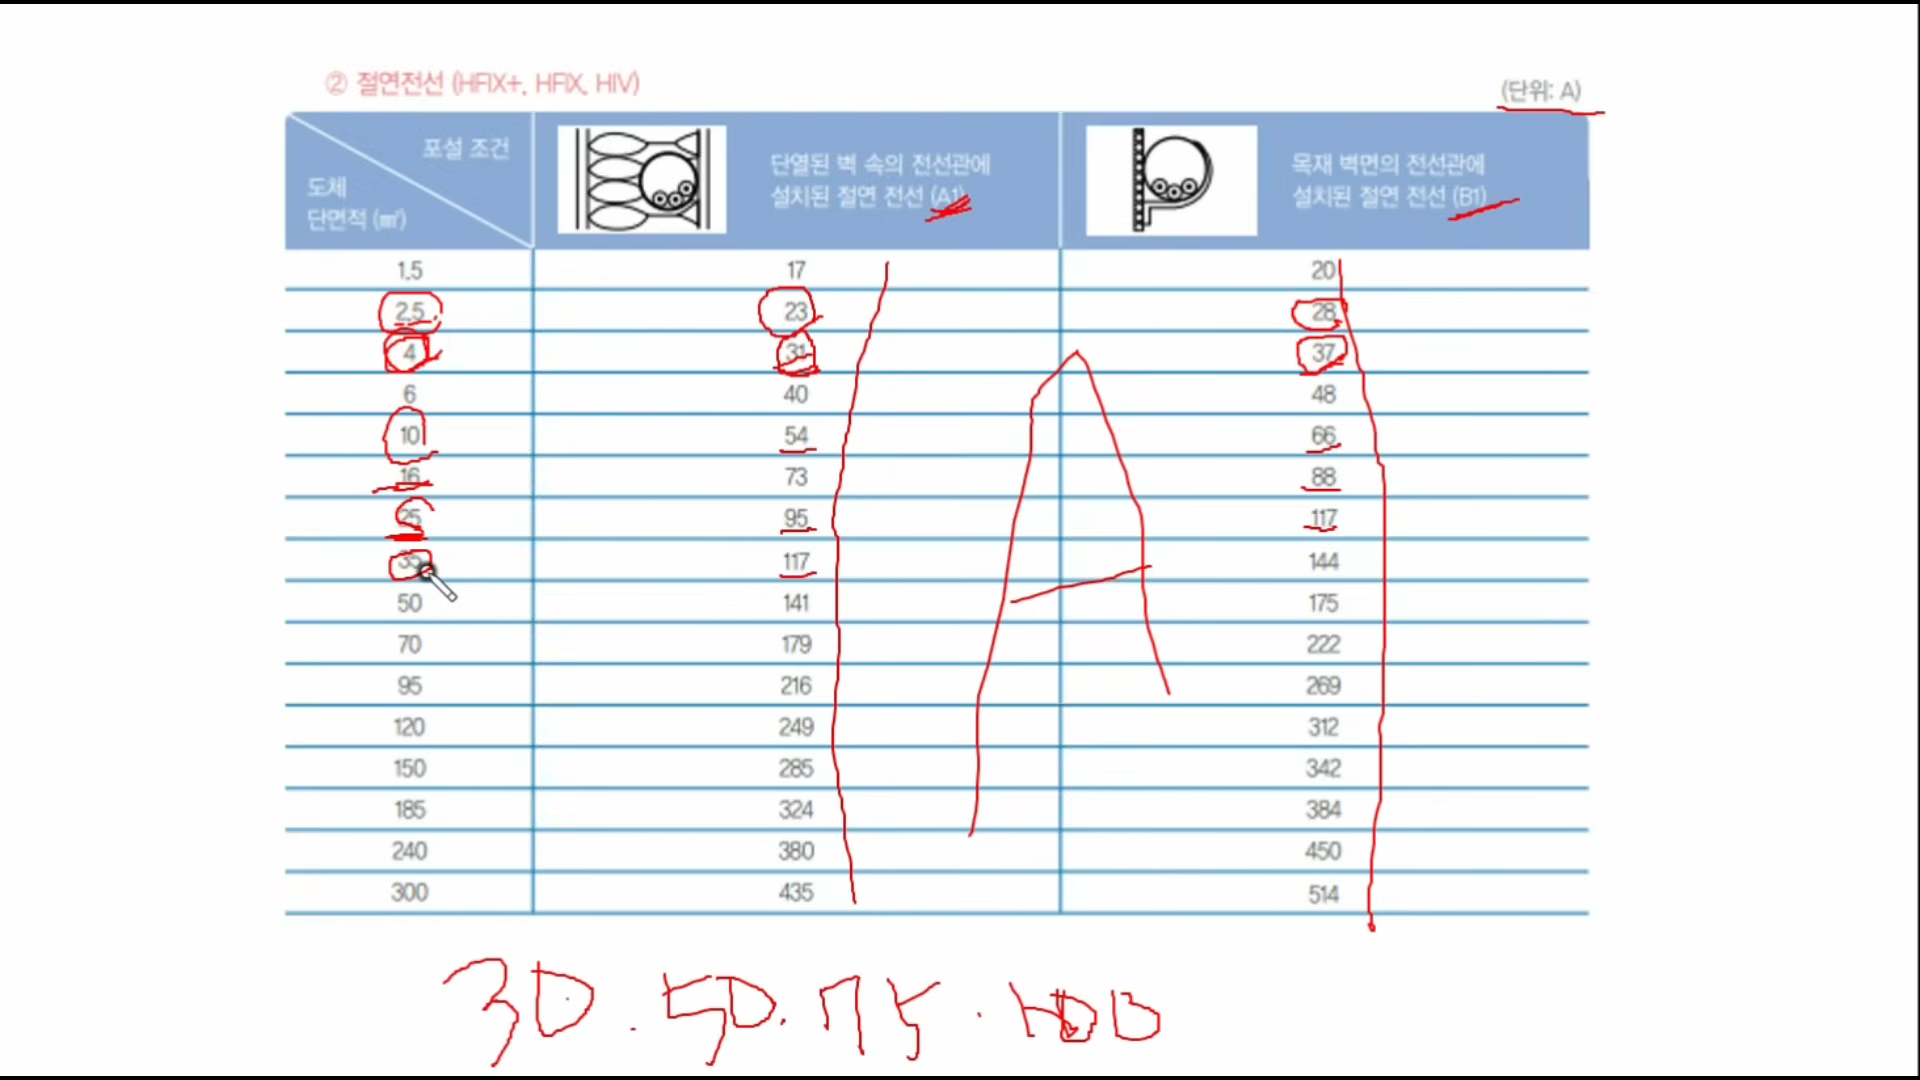 ② 절연전선 (HFIX+, HFIX, HIV)
(단위: A)
포설 조건
도체
단면적 (㎟)
단열된 벽 속의 전선관에
설치된 절연 전선 (A1)
목재 벽면의 전선관에
설치된 절연 전선 (B1)
1.5 17 20
2.5 23 28
4 31 37
6 40 48
10 54 66
16 73 88
25 95 117
35 117 144
50 141 175
70 179 222
95 216 269
120 249 312
150 285 342
185 324 384
240 380 450
300 435 514
A
30 . 50 . 75 . 100